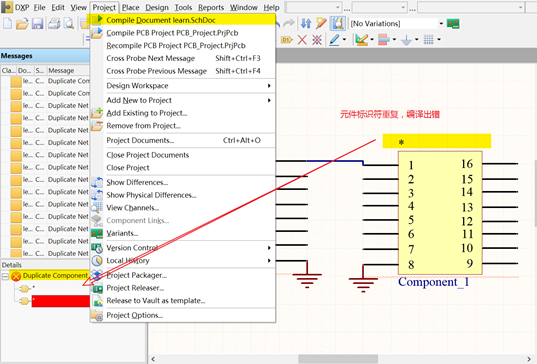 DXP File Edit View Project Place Design Tools Reports Window Help
[No Variations]
Messages
Cla... Do... S... Message
le... C... Duplicate Com
le... C... Duplicate Com
le... C... Duplicate Net
le... C... Duplicate Net
le... C... Duplicate Net
le... C... Duplicate Net
le... C... Duplicate Net
le... C... Duplicate Net
le... C... Duplicate Net
le... C... Duplicate Net
le... C... Duplicate Net
le... C... Duplicate Net
le... C... Duplicate Net
le... C... Duplicate Net
Details
Duplicate Component
*
*
Compile Document learn.SchDoc
Compile PCB Project PCB_Project.PrjPcb
Recompile PCB Project PCB_Project.PrjPcb
Cross Probe Next Message Shift+Ctrl+F3
Cross Probe Previous Message Shift+Ctrl+F4
Design Workspace
Add New to Project
Add Existing to Project...
Remove from Project...
Project Documents... Ctrl+Alt+O
Close Project Documents
Close Project
Show Differences...
Show Physical Differences...
View Channels...
Component Links...
Variants...
Version Control
Local History
Project Packager...
Project Releaser...
Release to Vault as template...
Project Options...
元件标识符重复，编译出错
*
1 16
2 15
3 14
4 13
5 12
6 11
7 10
8 9
Component_1